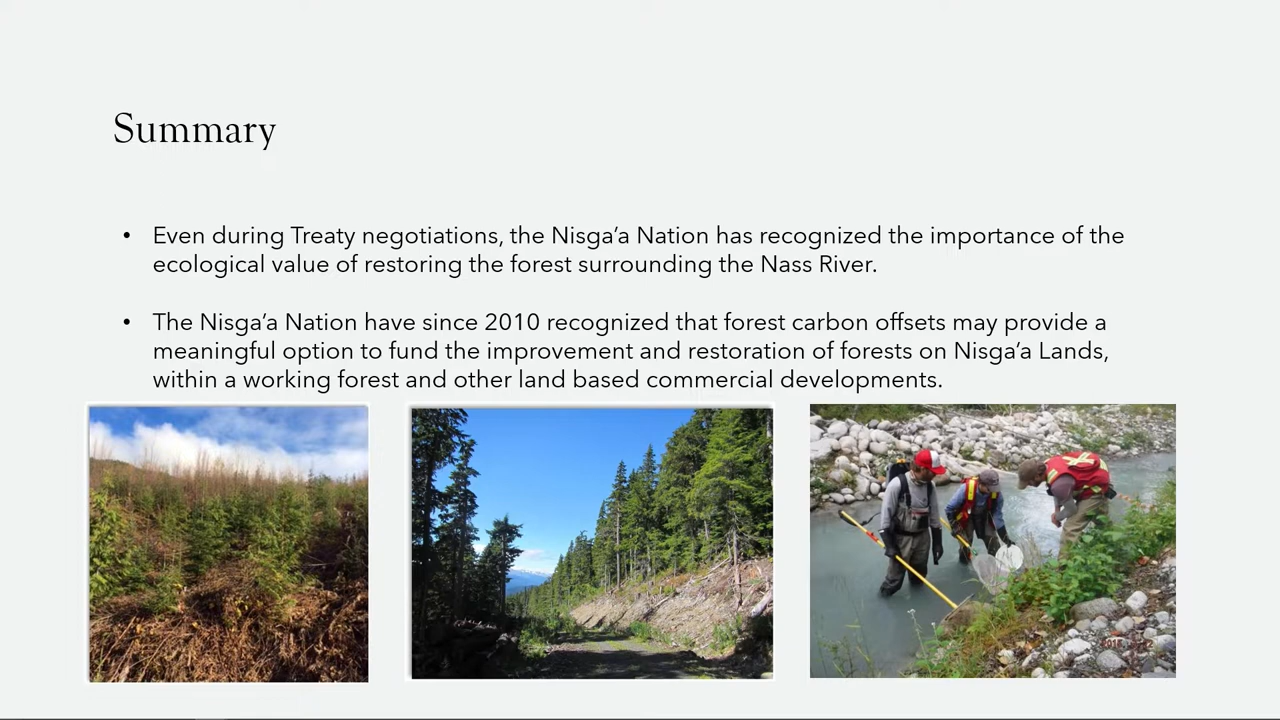 Summary
• Even during Treaty negotiations, the Nisga’a Nation has recognized the importance of the
ecological value of restoring the forest surrounding the Nass River.
• The Nisga’a Nation have since 2010 recognized that forest carbon offsets may provide a
meaningful option to fund the improvement and restoration of forests on Nisga’a Lands,
within a working forest and other land based commercial developments.